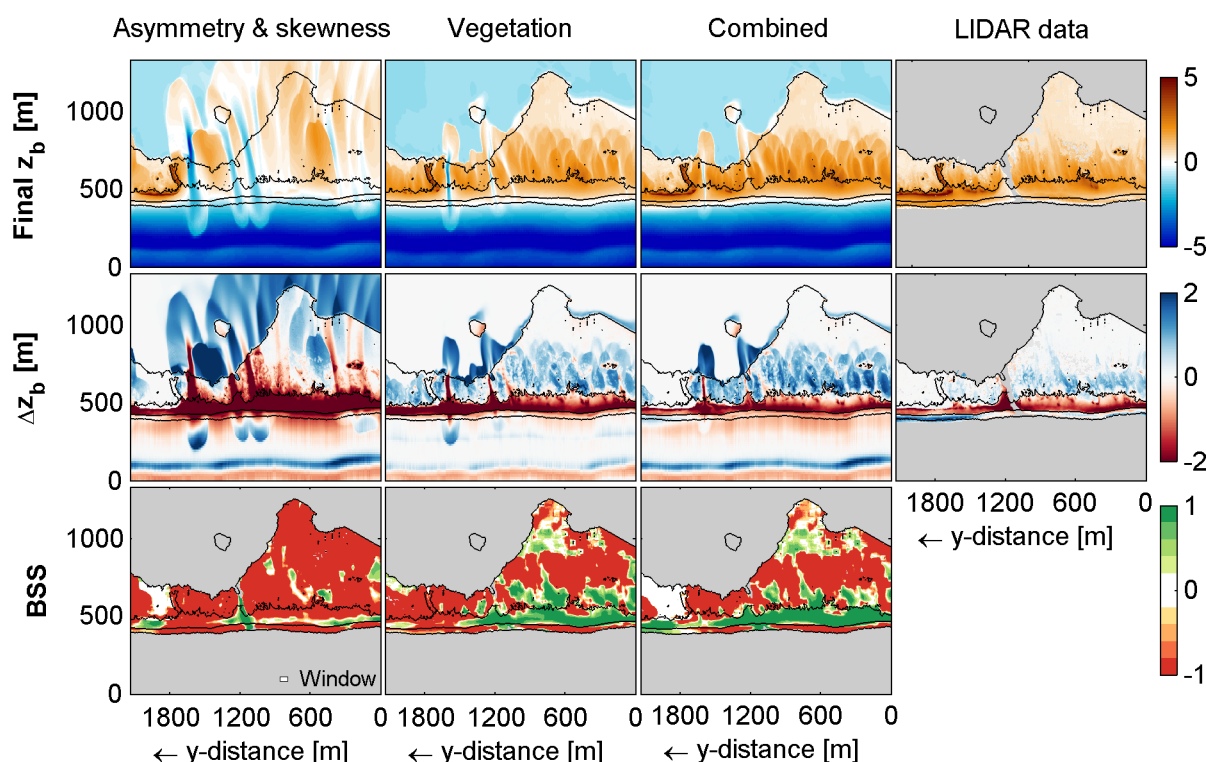 Asymmetry & skewness Vegetation Combined LIDAR data
Final z_b [m]
1000
500
0
5
0
-5
Δz_b [m]
1000
500
0
2
0
-2
1800 1200 600 0
← y-distance [m]
BSS
1000
500
0
Window
1
0
-1
1800 1200 600 0 1800 1200 600 0 1800 1200 600 0
← y-distance [m] ← y-distance [m] ← y-distance [m]